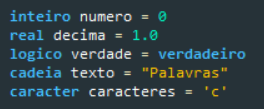 inteiro numero = 0
real decima = 1.0
logico verdade = verdadeiro
cadeia texto = "Palavras"
caracter caracteres = 'c'